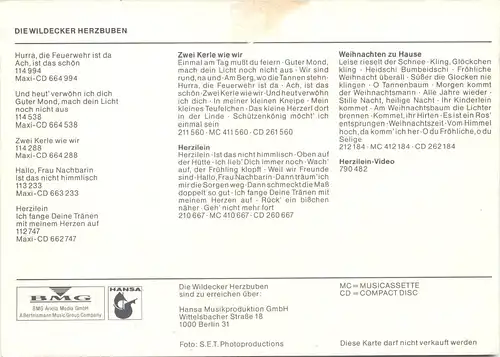 DIE WILDECKER HERZBUBEN
Hurra, die Feuerwehr ist da
Ach, ist das schön
114 994
Maxi-CD 664 994
Und heut' verwöhn ich dich
Guter Mond, mach dein Licht
noch nicht aus
114 538
Maxi-CD 664 538
Zwei Kerle wie wir
114 288
Maxi-CD 664 288
Hallo, Frau Nachbarin
Ist das nicht himmlisch
113 233
Maxi-CD 663 233
Herzilein
Ich fange Deine Tränen
mit meinem Herzen auf
112 747
Maxi-CD 662 747
Zwei Kerle wie wir
Einmal am Tag mußt du feiern · Guter Mond,
mach dein Licht noch nicht aus · Wir sind
rund, na und · Am Berg, wo die Tannen stehn ·
Hurra, die Feuerwehr ist da · Ach, ist das
schön · Zwei Kerle wie wir · Und heut verwöhn
ich dich · In meiner kleinen Kneipe · Mein
kleines Teufelchen · Das kleine Herzerl dort
in der Linde · Schützenkönig möcht' ich
einmal sein
211 560 · MC 411 560 · CD 261 560
Herzilein
Herzilein · Ist das nicht himmlisch · Oben auf
der Hütte · Ich lieb' Dich immer noch · Wach'
auf, der Frühling klopft · Weil wir Freunde
sind · Hallo, Frau Nachbarin · Dann träum' ich
mir die Sorgen weg · Dann schmeckt die Maß
doppelt so gut · Ich fange Deine Tränen mit
meinem Herzen auf · Rück' ein bißchen
näher · Geh' nicht mehr fort
210 667 · MC 410 667 · CD 260 667
Weihnachten zu Hause
Leise rieselt der Schnee · Kling, Glöckchen
kling · Heidschi Bumbeidschi · Fröhliche
Weihnacht überall · Süßer die Glocken nie
klingen · O Tannenbaum · Morgen kommt
der Weihnachtsmann · Alle Jahre wieder ·
Stille Nacht, heilige Nacht · Ihr Kinderlein
kommet · Am Weihnachtsbaum die Lichter
brennen · Kommet, ihr Hirten · Es ist ein Ros'
entsprungen · Weihnachtszeit · Vom Himmel
hoch, da komm' ich her · O du Fröhliche, o du
Selige
212 184 · MC 412 184 · CD 262 184
Herzilein-Video
790 482
BMG
BMG Ariola Media GmbH
A Bertelsmann Music Group Company
HANSA
Die Wildecker Herzbuben
sind zu erreichen über:
Hansa Musikproduktion GmbH
Wittelsbacher Straße 18
1000 Berlin 31
Foto: S.E.T. Photoproductions
MC = MUSICASSETTE
CD = COMPACT DISC
Diese Karte darf nicht verkauft werden